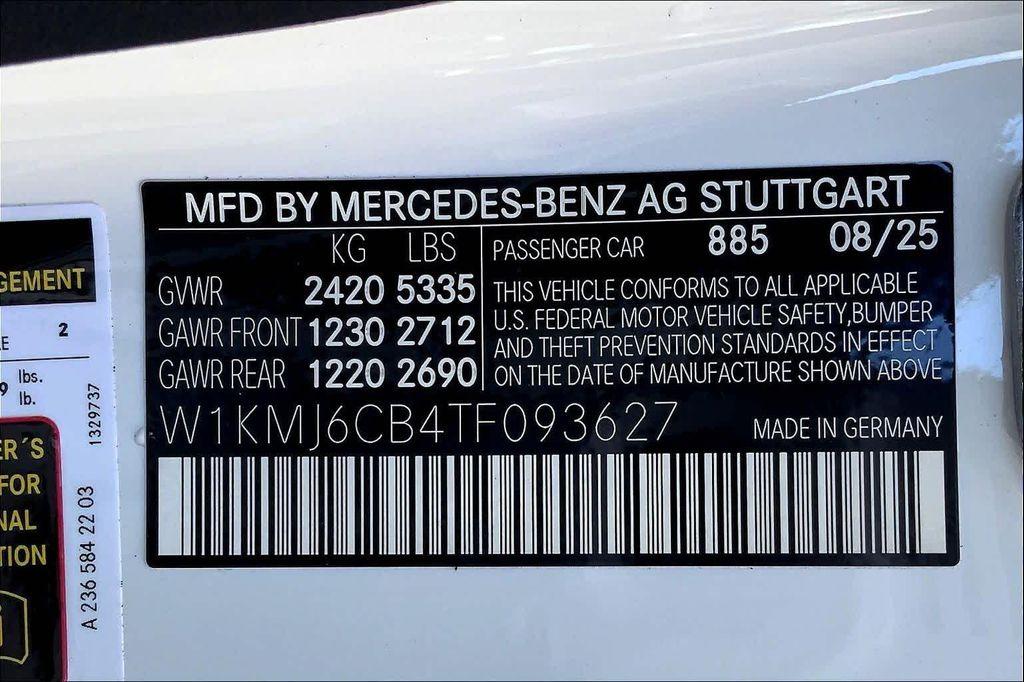 MFD BY MERCEDES-BENZ AG STUTTGART
KG LBS
GVWR 2420 5335
GAWR FRONT 1230 2712
GAWR REAR 1220 2690
PASSENGER CAR 885 08/25
THIS VEHICLE CONFORMS TO ALL APPLICABLE
U.S. FEDERAL MOTOR VEHICLE SAFETY,BUMPER
AND THEFT PREVENTION STANDARDS IN EFFECT
ON THE DATE OF MANUFACTURE SHOWN ABOVE
W1KMJ6CB4TF093627 MADE IN GERMANY
GEMENT
E 2
9 lbs.
lb.
ER´S
FOR
NAL
TION
1329737
A 236 584 22 03